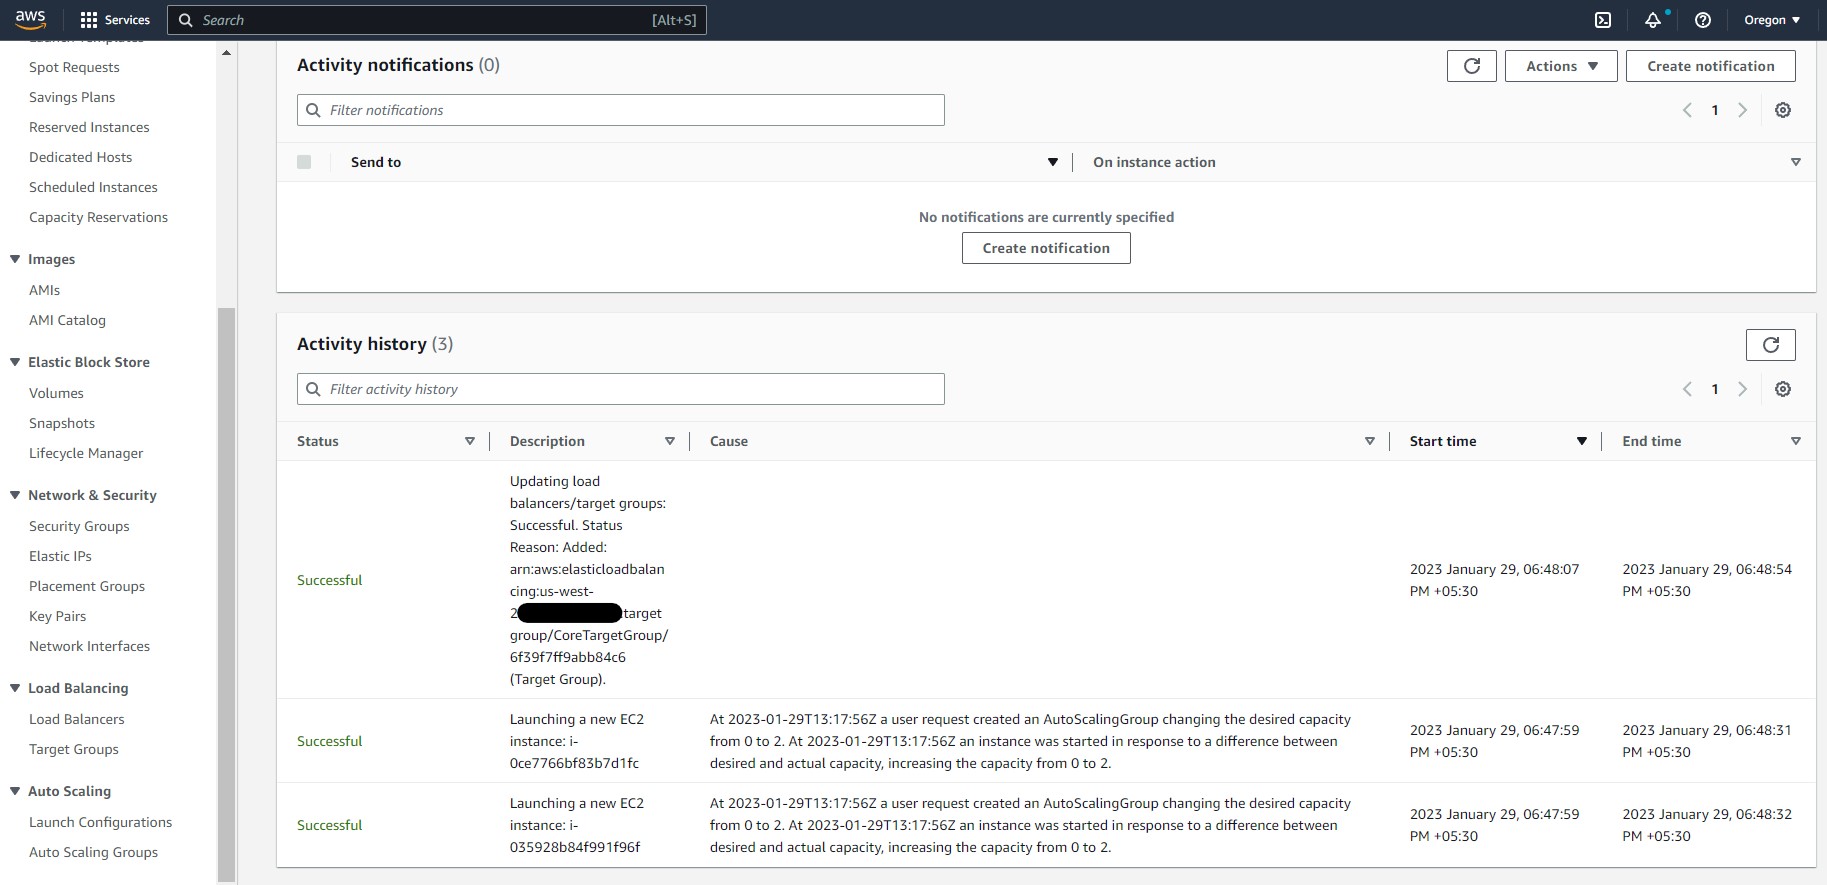 aws
Services
Search
[Alt+S]
Oregon
Launch Templates
Spot Requests
Savings Plans
Reserved Instances
Dedicated Hosts
Scheduled Instances
Capacity Reservations
Images
AMIs
AMI Catalog
Elastic Block Store
Volumes
Snapshots
Lifecycle Manager
Network & Security
Security Groups
Elastic IPs
Placement Groups
Key Pairs
Network Interfaces
Load Balancing
Load Balancers
Target Groups
Auto Scaling
Launch Configurations
Auto Scaling Groups
Activity notifications (0)
Actions
Create notification
Filter notifications
1
Send to
On instance action
No notifications are currently specified
Create notification
Activity history (3)
Filter activity history
1
Status
Description
Cause
Start time
End time
Successful
Updating load
balancers/target groups:
Successful. Status
Reason: Added:
arn:aws:elasticloadbalan
cing:us-west-
2 :target
group/CoreTargetGroup/
6f39f7ff9abb84c6
(Target Group).
2023 January 29, 06:48:07
PM +05:30
2023 January 29, 06:48:54
PM +05:30
Successful
Launching a new EC2
instance: i-
0ce7766bf83b7d1fc
At 2023-01-29T13:17:56Z a user request created an AutoScalingGroup changing the desired capacity
from 0 to 2. At 2023-01-29T13:17:56Z an instance was started in response to a difference between
desired and actual capacity, increasing the capacity from 0 to 2.
2023 January 29, 06:47:59
PM +05:30
2023 January 29, 06:48:31
PM +05:30
Successful
Launching a new EC2
instance: i-
035928b84f991f96f
At 2023-01-29T13:17:56Z a user request created an AutoScalingGroup changing the desired capacity
from 0 to 2. At 2023-01-29T13:17:56Z an instance was started in response to a difference between
desired and actual capacity, increasing the capacity from 0 to 2.
2023 January 29, 06:47:59
PM +05:30
2023 January 29, 06:48:32
PM +05:30